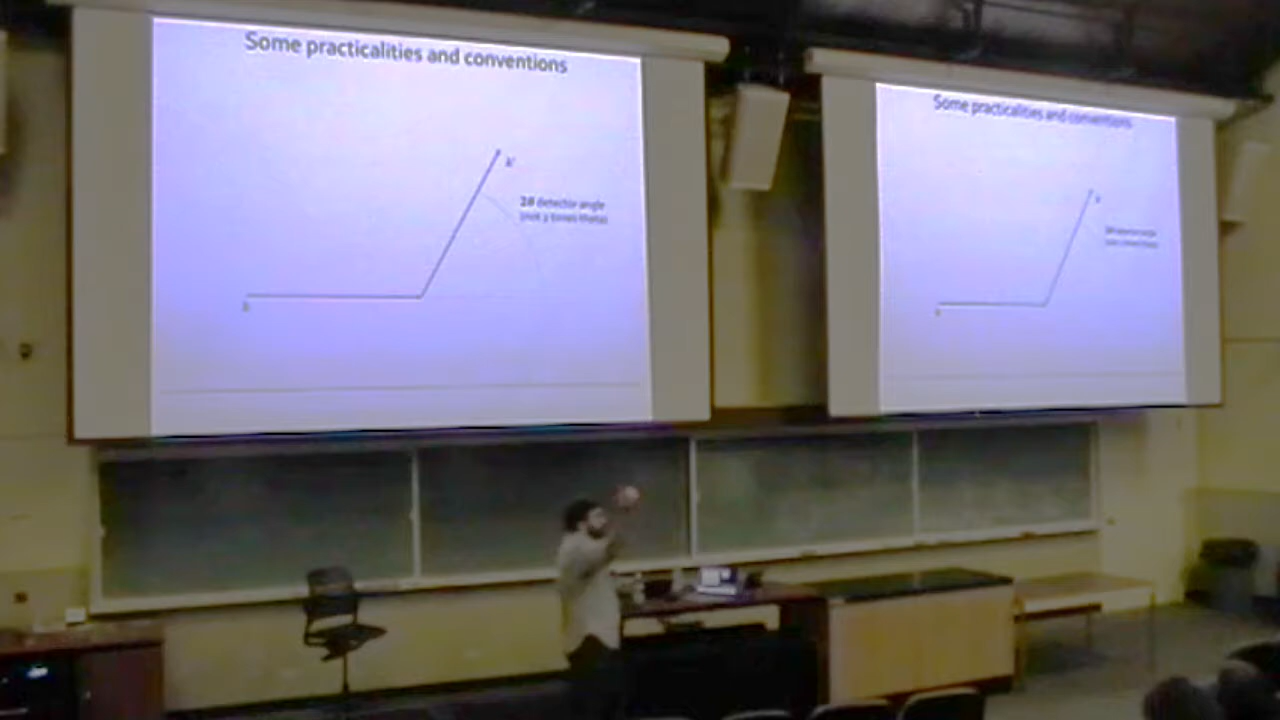 Some practicalities and conventions
k'
2θ detector angle
(not 2 times theta)
k
Some practicalities and conventions